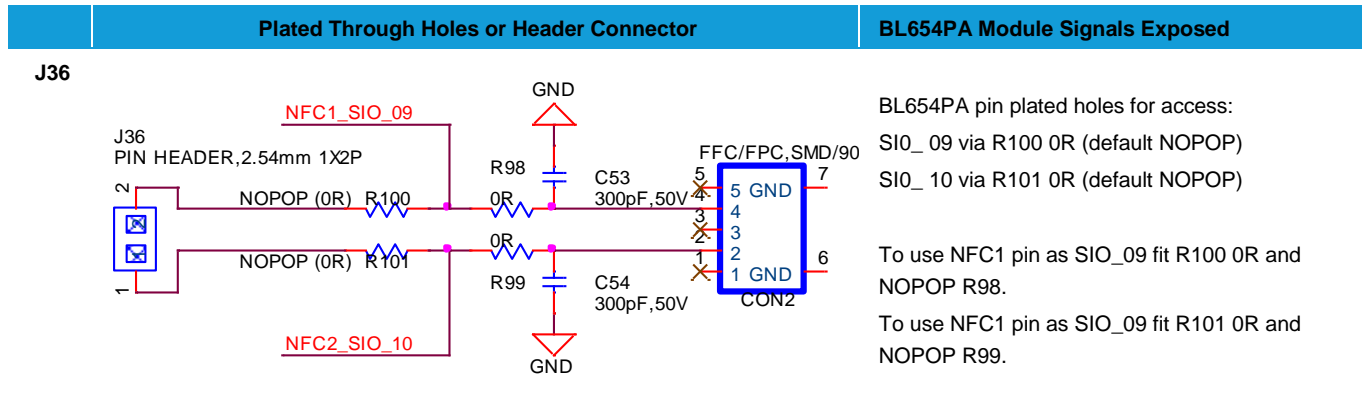 Plated Through Holes or Header Connector
BL654PA Module Signals Exposed
J36
GND
NFC1_SIO_09
J36
PIN HEADER,2.54mm 1X2P
R98
C53
300pF,50V
FFC/FPC,SMD/90
2
NOPOP (0R)
R100
0R
5
4
3
2
1
5 GND
4
3
2
1 GND
7
6
CON2
0R
NOPOP (0R)
R101
R99
C54
300pF,50V
1
NFC2_SIO_10
GND
BL654PA pin plated holes for access:
SI0_ 09 via R100 0R (default NOPOP)
SI0_ 10 via R101 0R (default NOPOP)
To use NFC1 pin as SIO_09 fit R100 0R and
NOPOP R98.
To use NFC1 pin as SIO_09 fit R101 0R and
NOPOP R99.